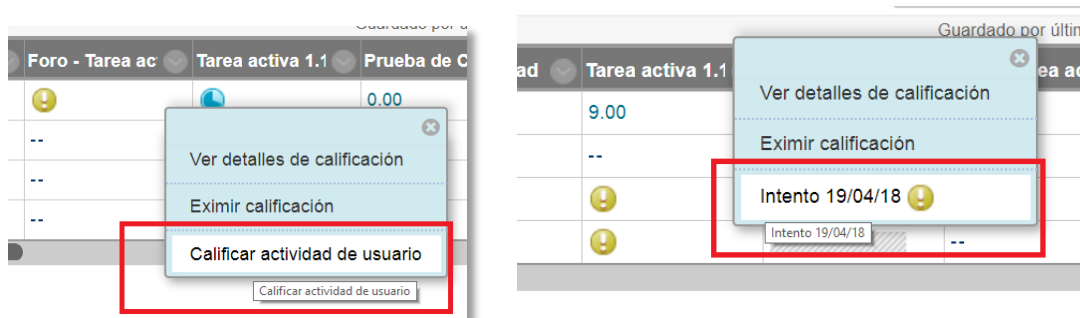 Guardado por
Foro - Tarea ac
Tarea activa 1.1
Prueba de C
0.00
--
--
--
Ver detalles de calificación
Eximir calificación
Calificar actividad de usuario
Calificar actividad de usuario
Guardado por últim
ad
Tarea activa 1.1
ea ac
9.00
--
Ver detalles de calificación
Eximir calificación
Intento 19/04/18
Intento 19/04/18
--